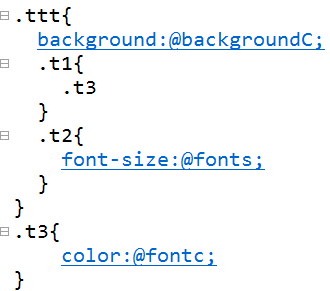 .ttt{
background:@backgroundC;
.t1{
.t3
}
.t2{
font-size:@fonts;
}
}
.t3{
color:@fontc;
}